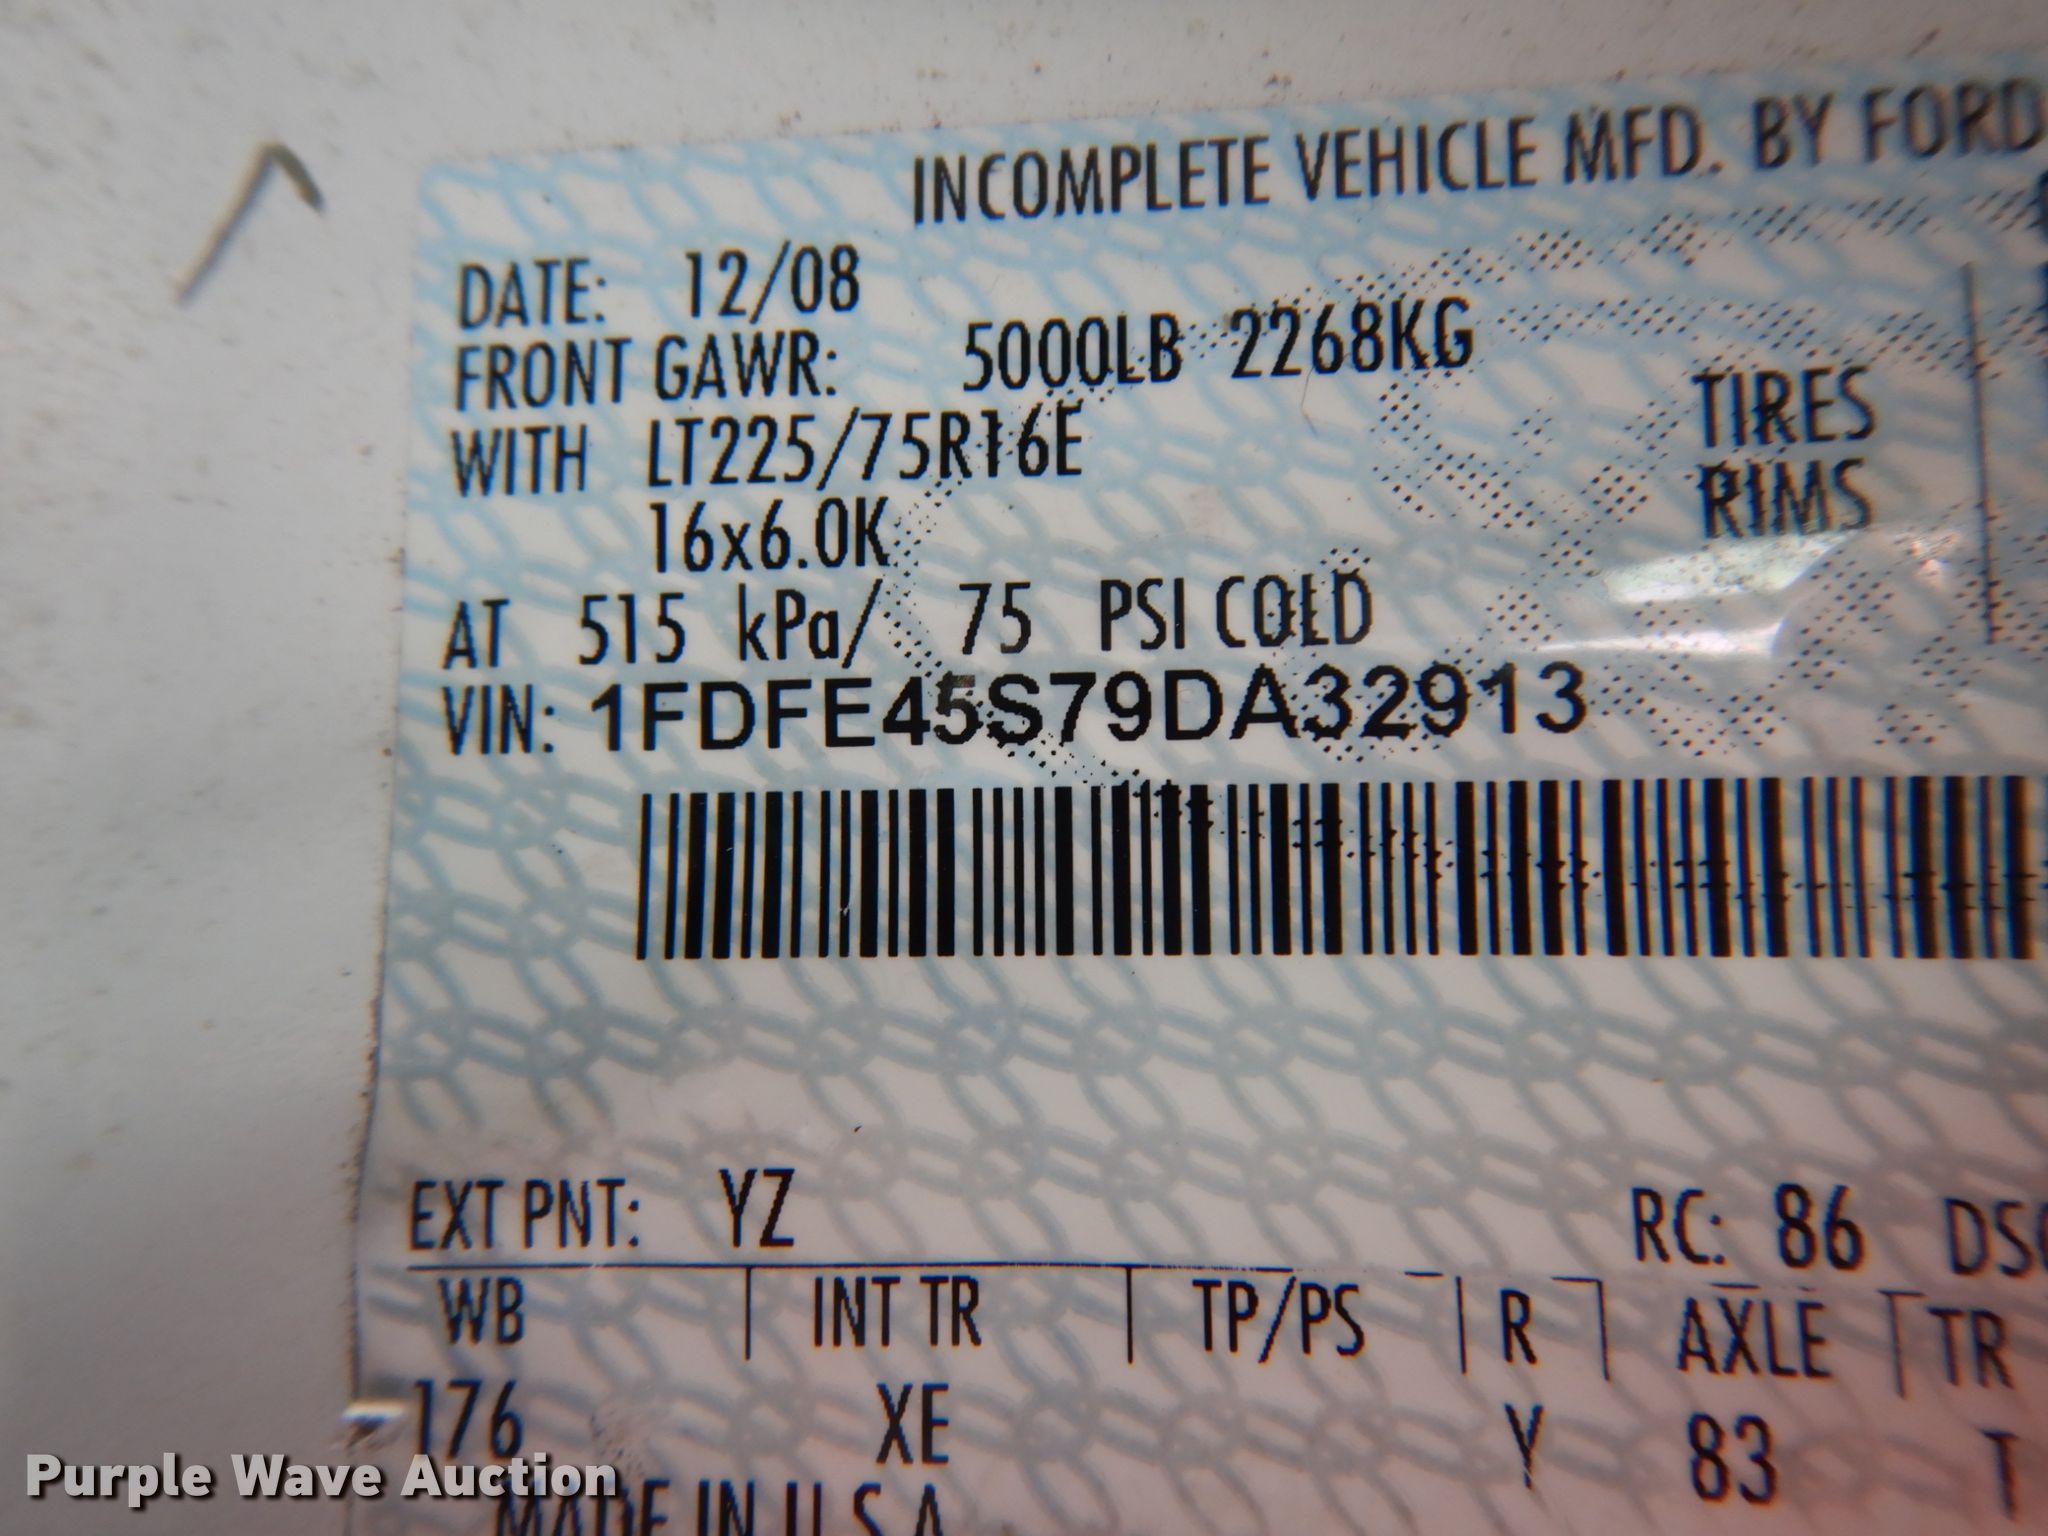 INCOMPLETE VEHICLE MFD. BY FORD
DATE: 12/08
FRONT GAWR: 5000LB 2268KG
WITH LT225/75R16E TIRES
16x6.0K RIMS
AT 515 kPa/ 75 PSI COLD
VIN: 1FDFE45S79DA32913
EXT PNT: YZ RC: 86
WB INT TR TP/PS R AXLE TR
176 XE Y 83 T
MADE IN U.S.A.
Purple Wave Auction